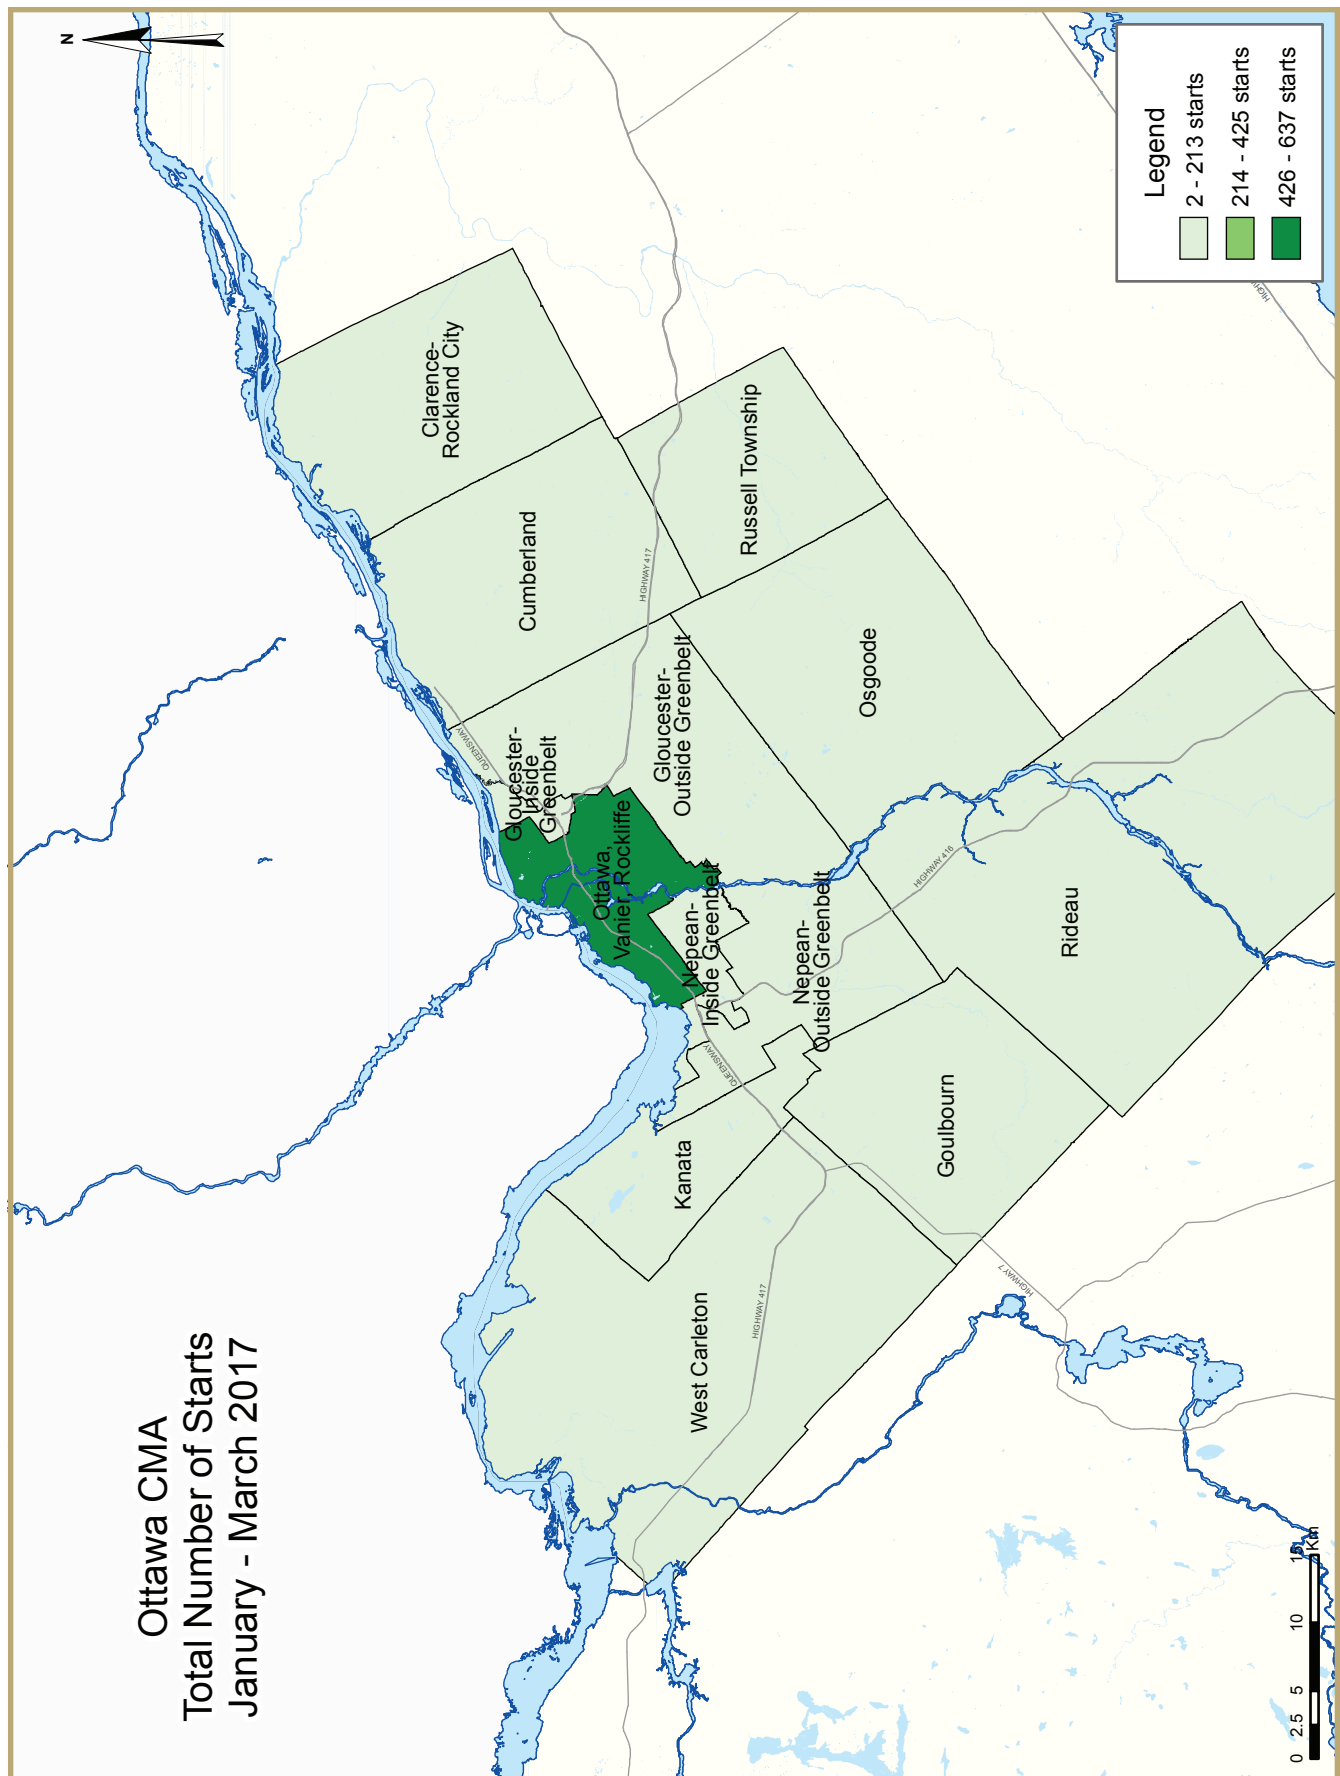 Ottawa CMA
Total Number of Starts
January - March 2017
N
West Carleton
Kanata
Goulbourn
Rideau
Nepean-
Outside Greenbelt
Nepean-
Inside Greenbelt
Ottawa,
Vanier, Rockliffe
Gloucester-
Inside
Greenbelt
Gloucester-
Outside Greenbelt
Osgoode
Cumberland
Russell Township
Clarence-
Rockland City
HIGHWAY 417
HIGHWAY 7
QUEENSWAY
HIGHWAY 416
QUEENSWAY
HIGHWAY 417
Legend
2 - 213 starts
214 - 425 starts
426 - 637 starts
0 2.5 5 10 15
Km